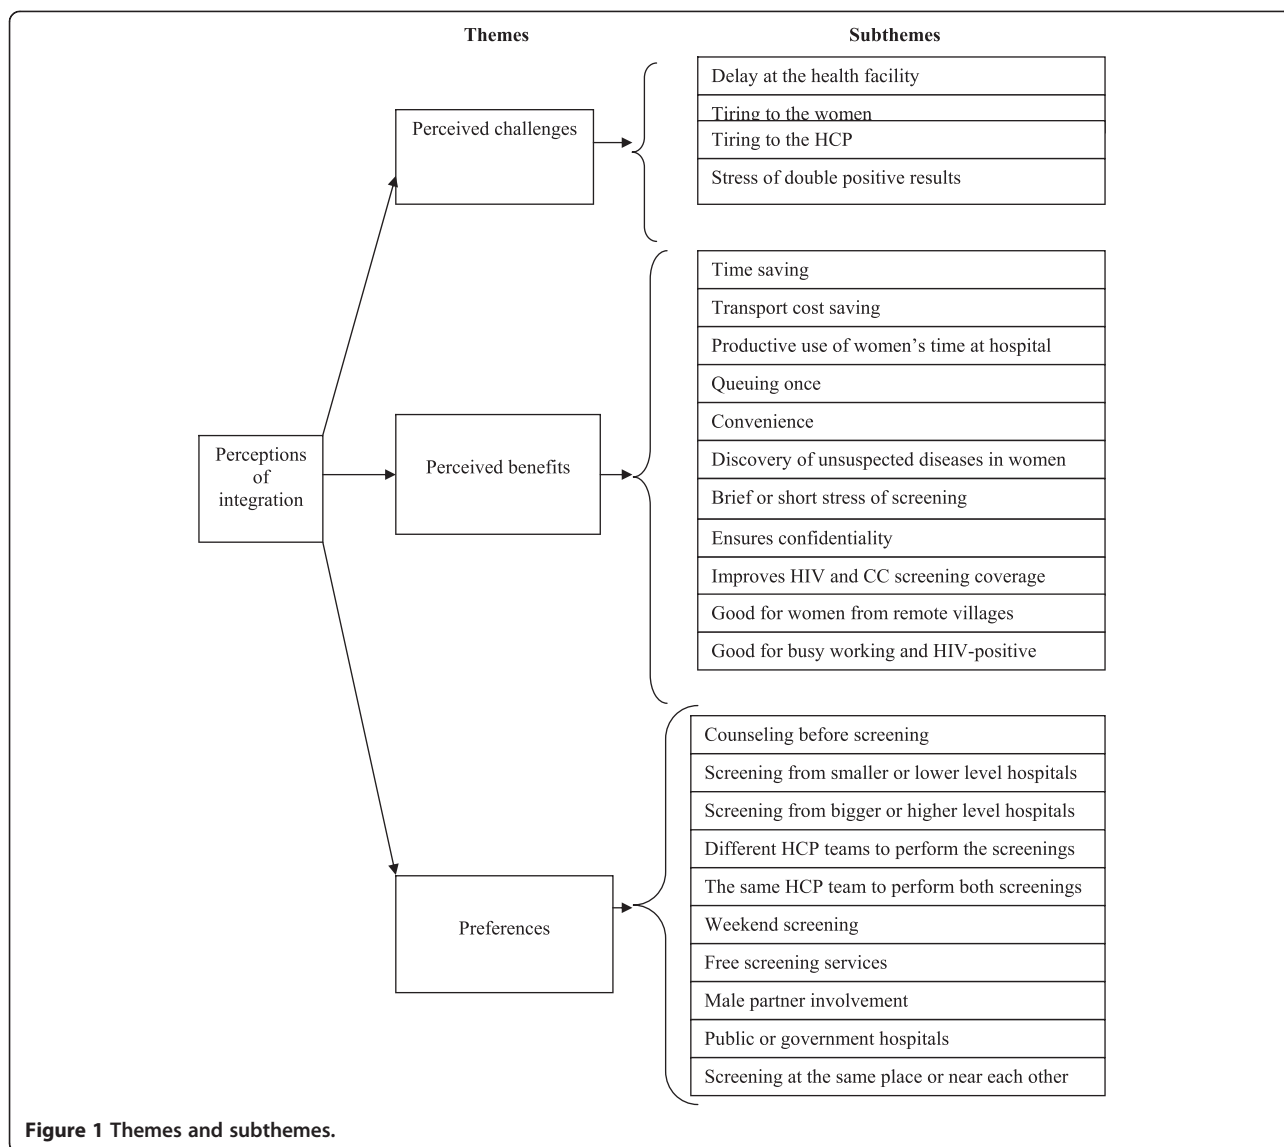 Themes
Subthemes
Perceived challenges
Delay at the health facility
Tiring to the women
Tiring to the HCP
Stress of double positive results
Perceptions
of
integration
Perceived benefits
Time saving
Transport cost saving
Productive use of women’s time at hospital
Queuing once
Convenience
Discovery of unsuspected diseases in women
Brief or short stress of screening
Ensures confidentiality
Improves HIV and CC screening coverage
Good for women from remote villages
Good for busy working and HIV-positive
Preferences
Counseling before screening
Screening from smaller or lower level hospitals
Screening from bigger or higher level hospitals
Different HCP teams to perform the screenings
The same HCP team to perform both screenings
Weekend screening
Free screening services
Male partner involvement
Public or government hospitals
Screening at the same place or near each other
Figure 1 Themes and subthemes.